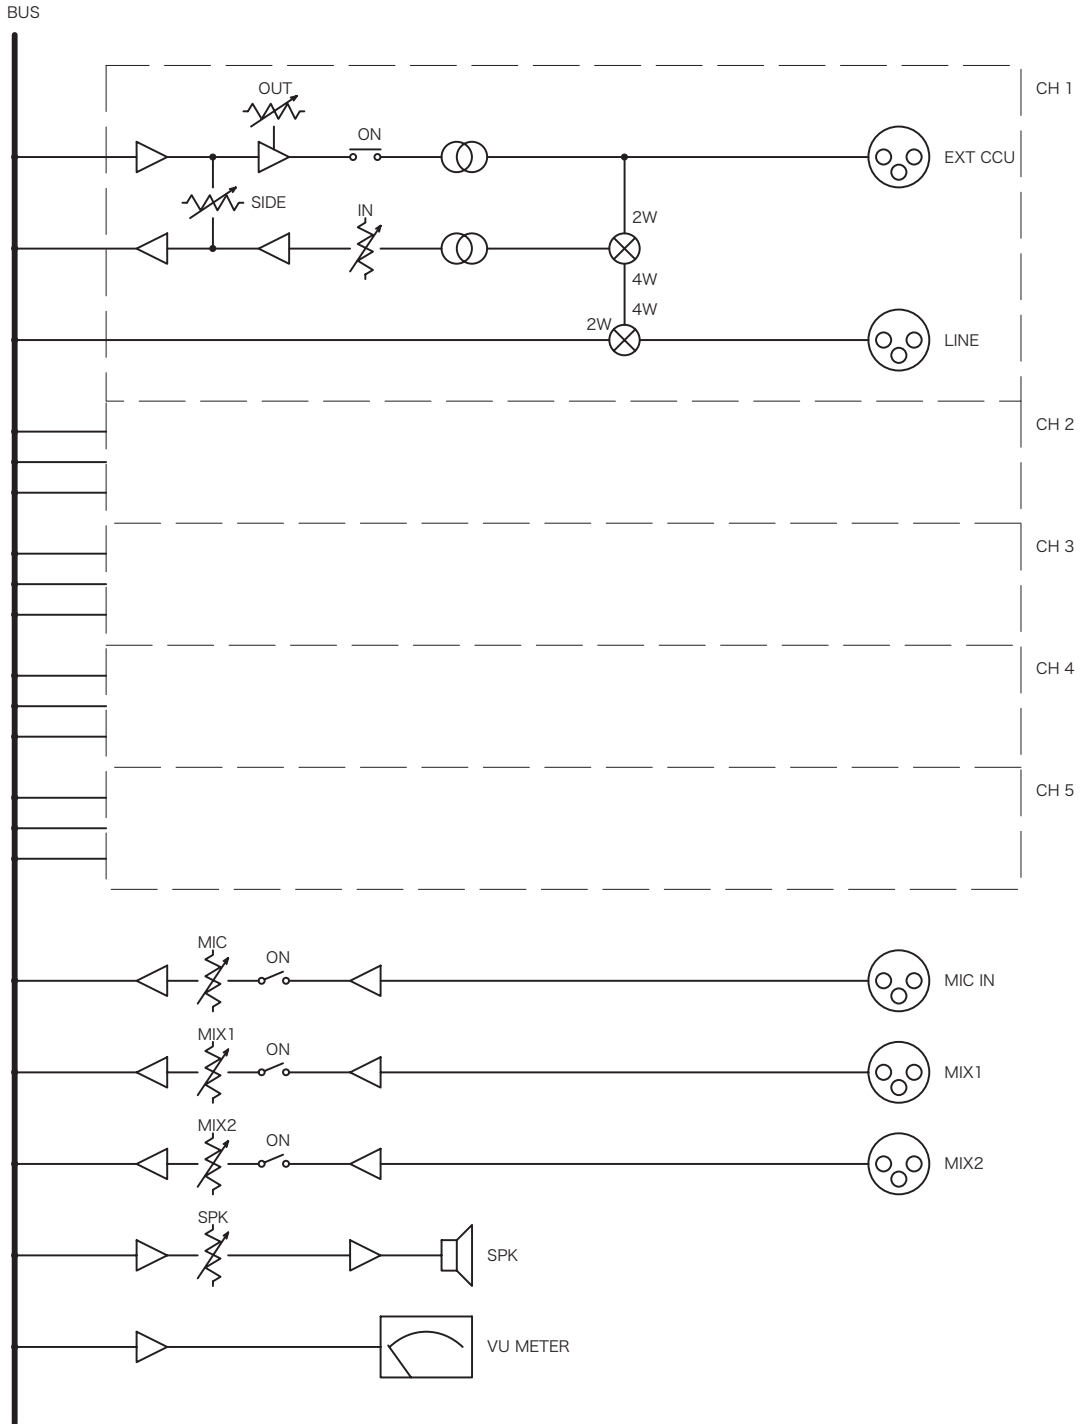 BUS
CH 1
OUT
ON
EXT CCU
SIDE
IN
2W
4W
4W
2W
LINE
CH 2
CH 3
CH 4
CH 5
MIC
ON
MIC IN
MIX1
ON
MIX1
MIX2
ON
MIX2
SPK
SPK
VU METER